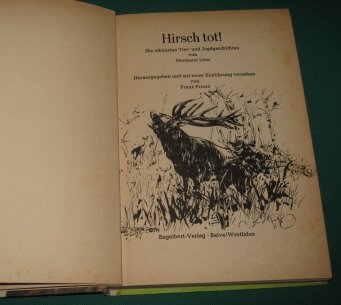 Hirsch tot!
Die schönsten Tier- und Jagdgeschichten
von
Hermann Löns
Herausgegeben und mit einer Einführung versehen
von
Franz Friese
Engelbert-Verlag · Balve/Westfalen